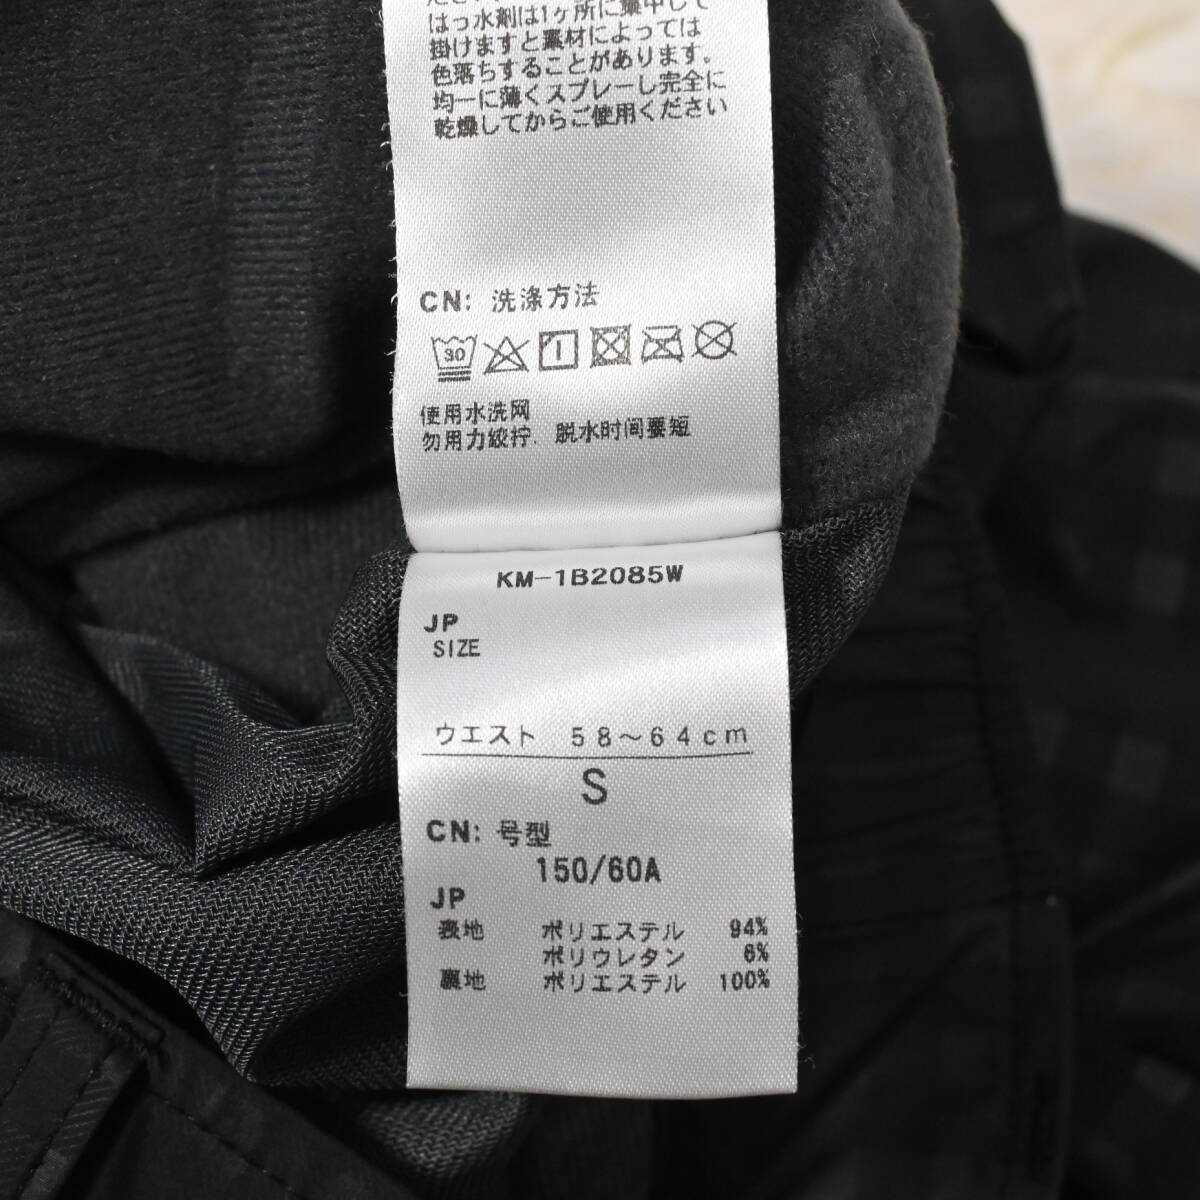 はっ水剤は1ヶ所に集中して
掛けますと素材によっては
色落ちすることがあります。
均一に薄くスプレーし完全に
乾燥してからご使用ください
CN: 洗涤方法
30
使用水洗网
勿用力绞拧. 脱水时间要短
KM-1B2085W
JP
SIZE
ウエスト 58～64cm
S
CN: 号型
150/60A
JP
表地 ポリエステル 94%
ポリウレタン 6%
裏地 ポリエステル 100%